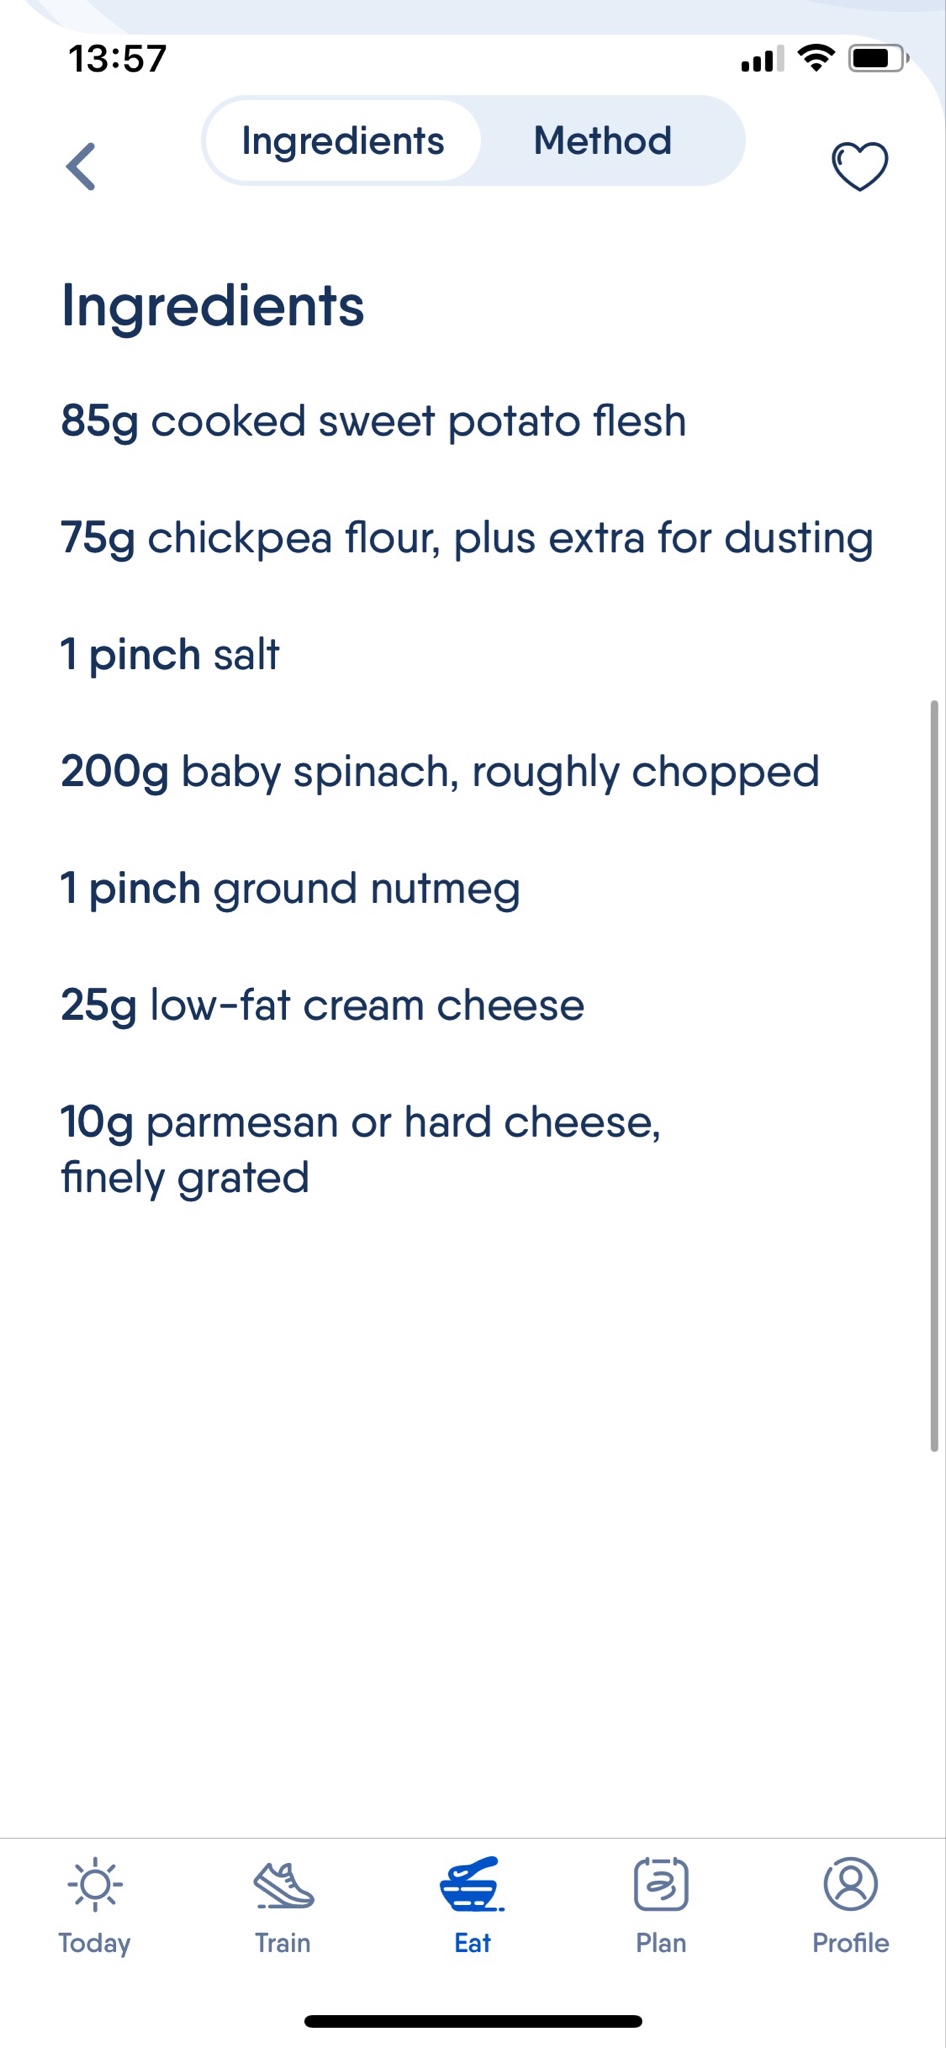 13:57
Ingredients
Method
Ingredients
85g cooked sweet potato flesh
75g chickpea flour, plus extra for dusting
1 pinch salt
200g baby spinach, roughly chopped
1 pinch ground nutmeg
25g low-fat cream cheese
10g parmesan or hard cheese,
finely grated
Today
Train
Eat
Plan
Profile